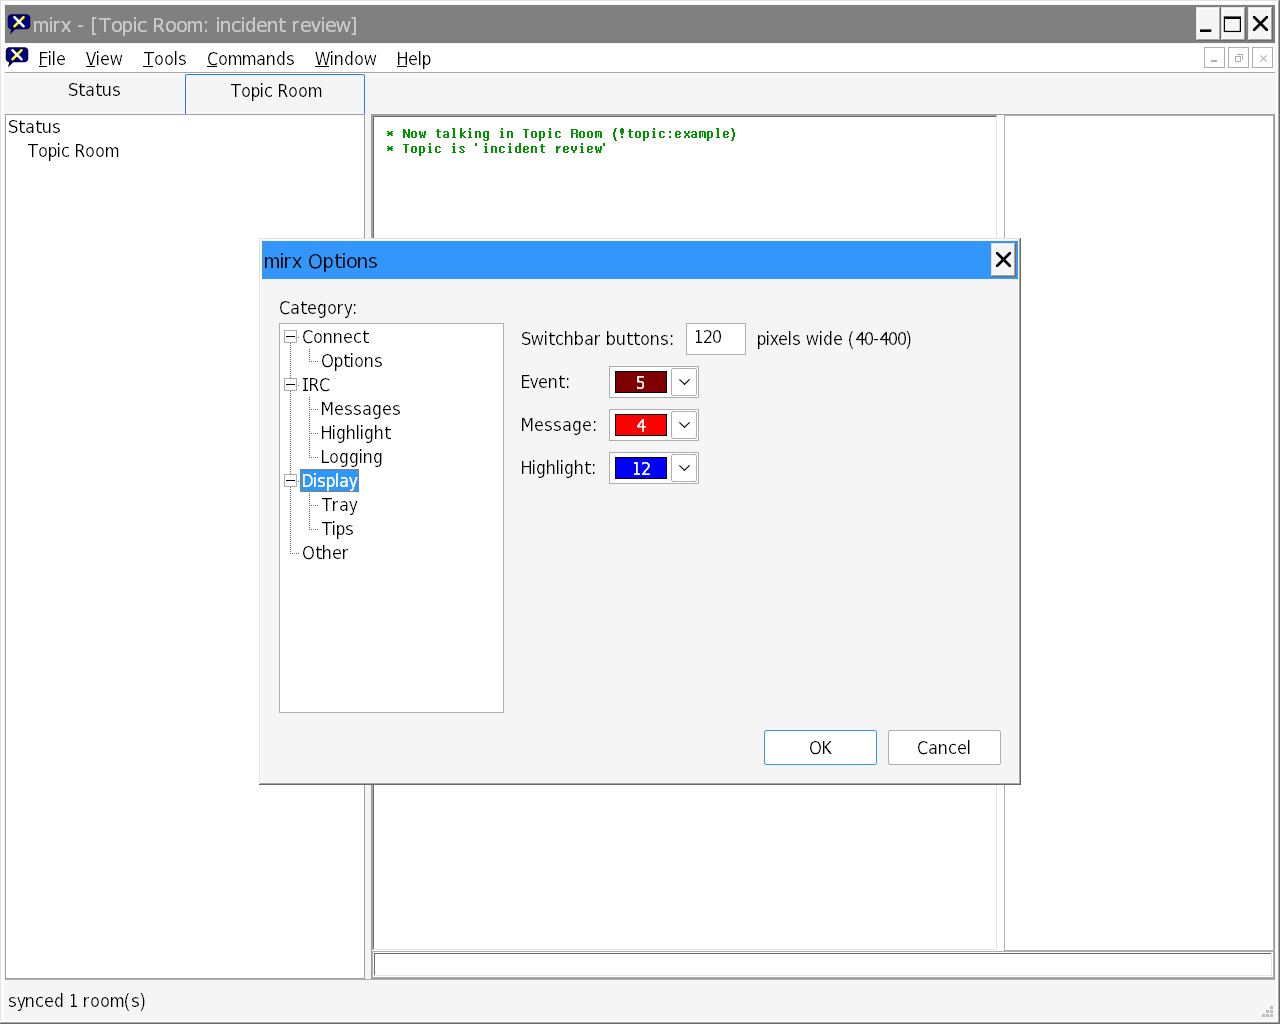 mirx - [Topic Room: incident review]
File View Tools Commands Window Help
Status Topic Room
Status
Topic Room
* Now talking in Topic Room (!topic:example)
* Topic is 'incident review'
mirx Options
Category:
Connect
Options
IRC
Messages
Highlight
Logging
Display
Tray
Tips
Other
Switchbar buttons: 120 pixels wide (40-400)
Event: 5
Message: 4
Highlight: 12
OK Cancel
synced 1 room(s)